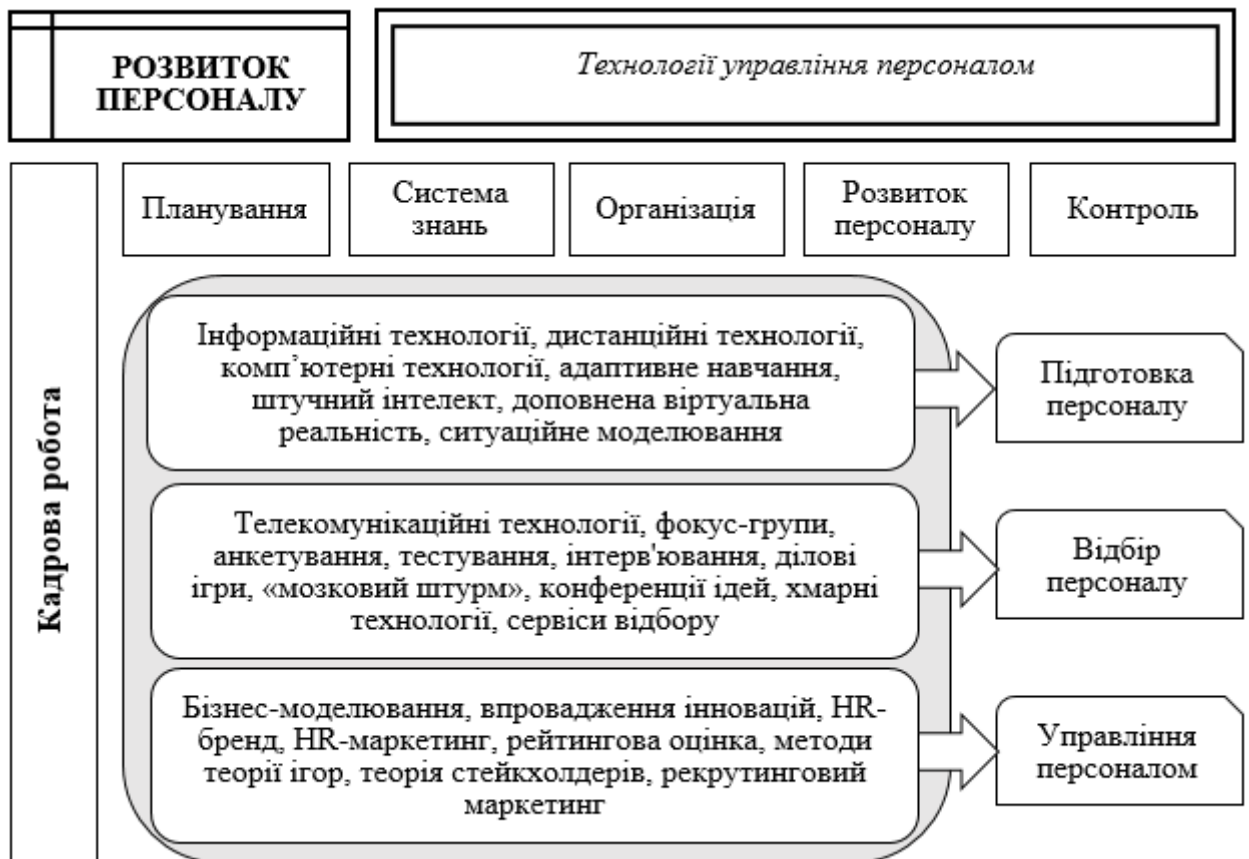 РОЗВИТОК
ПЕРСОНАЛУ
Технології управління персоналом
Планування
Система
знань
Організація
Розвиток
персоналу
Контроль
Кадрова робота
Інформаційні технології, дистанційні технології,
комп’ютерні технології, адаптивне навчання,
штучний інтелект, доповнена віртуальна
реальність, ситуаційне моделювання
Підготовка
персоналу
Телекомунікаційні технології, фокус-групи,
анкетування, тестування, інтерв'ювання, ділові
ігри, «мозковий штурм», конференції ідей, хмарні
технології, сервіси відбору
Відбір
персоналу
Бізнес-моделювання, впровадження інновацій, HR-
бренд, HR-маркетинг, рейтингова оцінка, методи
теорії ігор, теорія стейкхолдерів, рекрутинговий
маркетинг
Управління
персоналом